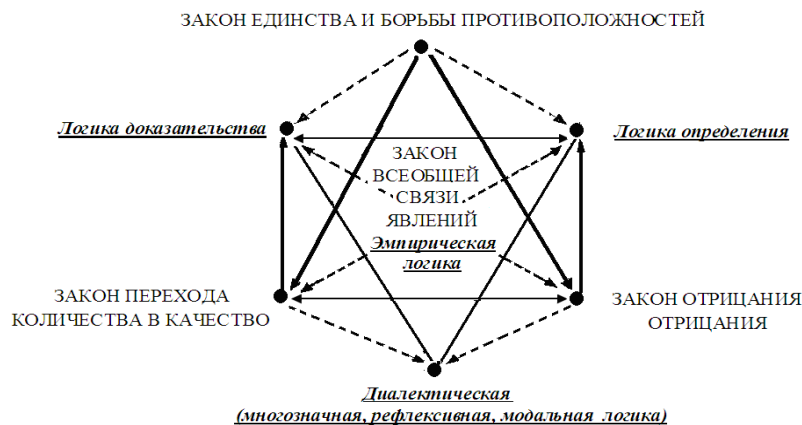 ЗАКОН ЕДИНСТВА И БОРЬБЫ ПРОТИВОПОЛОЖНОСТЕЙ
Логика доказательства
Логика определения
ЗАКОН
ВСЕОБЩЕЙ
СВЯЗИ
ЯВЛЕНИЙ
Эмпирическая
логика
ЗАКОН ПЕРЕХОДА
КОЛИЧЕСТВА В КАЧЕСТВО
ЗАКОН ОТРИЦАНИЯ
ОТРИЦАНИЯ
Диалектическая
(многозначная, рефлексивная, модальная логика)